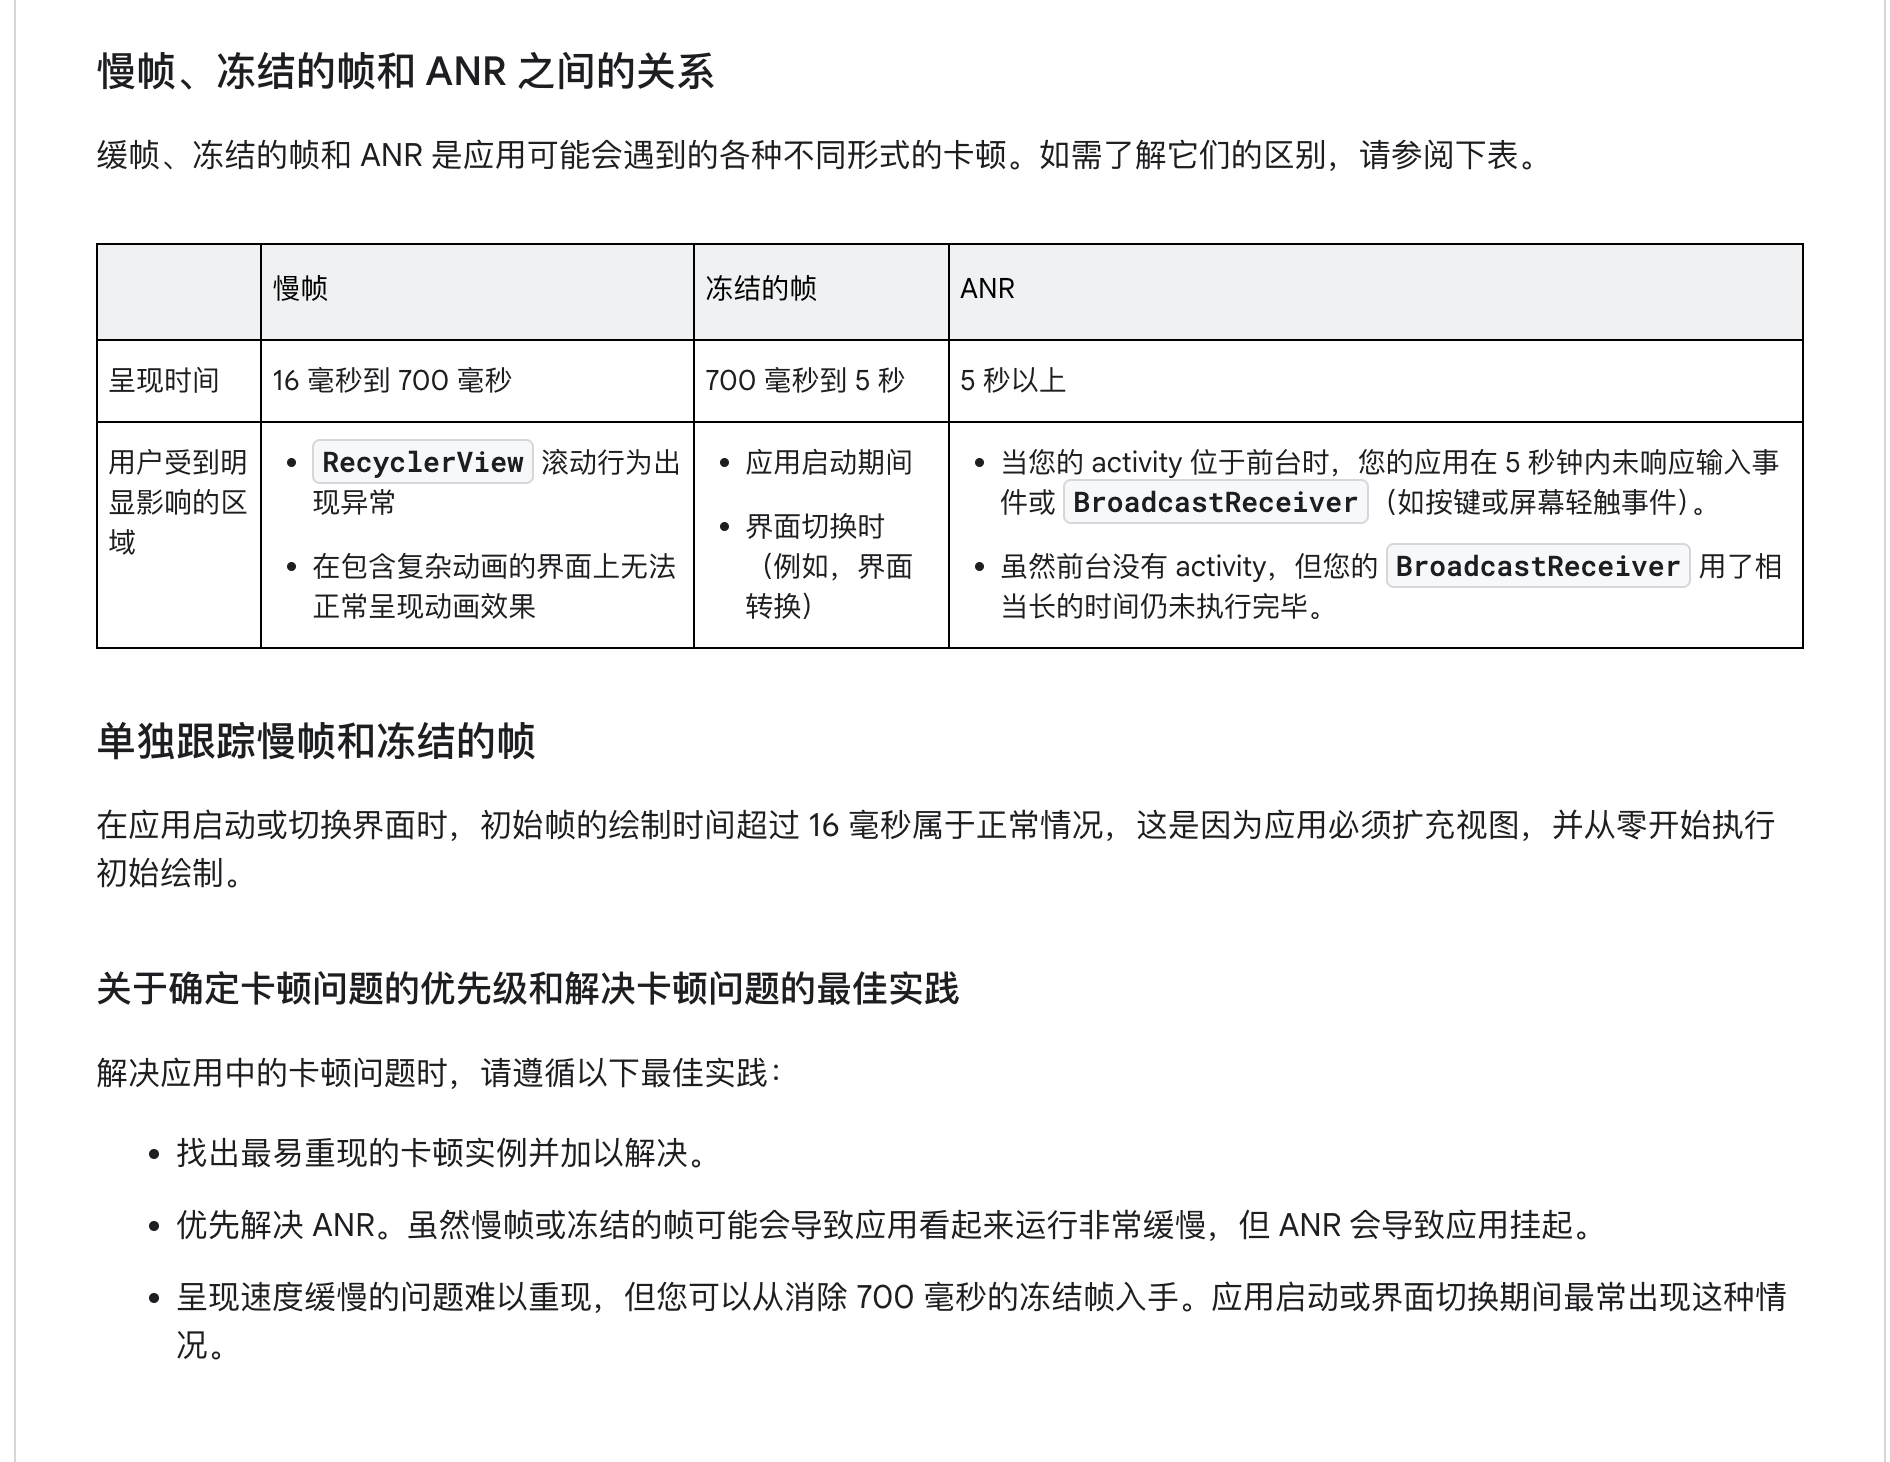 慢帧、冻结的帧和 ANR 之间的关系
缓帧、冻结的帧和 ANR 是应用可能会遇到的各种不同形式的卡顿。如需了解它们的区别，请参阅下表。
慢帧
冻结的帧
ANR
呈现时间
16 毫秒到 700 毫秒
700 毫秒到 5 秒
5 秒以上
用户受到明
显影响的区
域
• RecyclerView 滚动行为出
现异常
• 在包含复杂动画的界面上无法
正常呈现动画效果
• 应用启动期间
• 界面切换时
（例如，界面
转换）
• 当您的 activity 位于前台时，您的应用在 5 秒钟内未响应输入事
件或 BroadcastReceiver（如按键或屏幕轻触事件）。
• 虽然前台没有 activity，但您的 BroadcastReceiver 用了相
当长的时间仍未执行完毕。
单独跟踪慢帧和冻结的帧
在应用启动或切换界面时，初始帧的绘制时间超过 16 毫秒属于正常情况，这是因为应用必须扩充视图，并从零开始执行
初始绘制。
关于确定卡顿问题的优先级和解决卡顿问题的最佳实践
解决应用中的卡顿问题时，请遵循以下最佳实践：
• 找出最易重现的卡顿实例并加以解决。
• 优先解决 ANR。虽然慢帧或冻结的帧可能会导致应用看起来运行非常缓慢，但 ANR 会导致应用挂起。
• 呈现速度缓慢的问题难以重现，但您可以从消除 700 毫秒的冻结帧入手。应用启动或界面切换期间最常出现这种情
况。